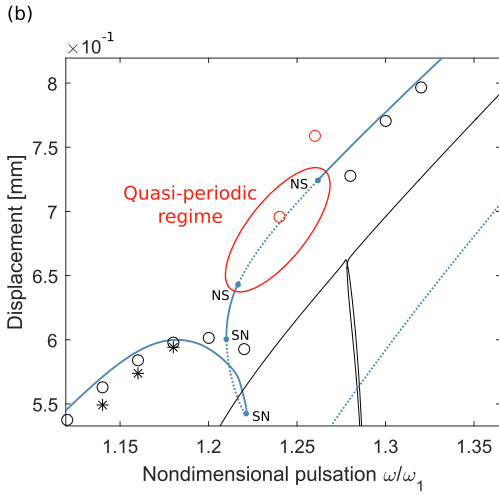 (b)
×10⁻¹
8
7.5
7
6.5
6
5.5
Displacement [mm]
Quasi-periodic
regime
NS
NS
SN
SN
1.15
1.2
1.25
1.3
1.35
Nondimensional pulsation ω/ω₁